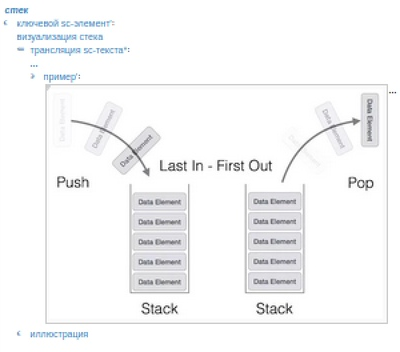 стек
ключевой sc-элемент':
визуализация стека
трансляция sc-текста*:
...
пример':
...
Data Element
Data Element
Data Element
Data Element
Data Element
Last In - First Out
Push
Pop
Data Element Data Element
Data Element Data Element
Data Element Data Element
Data Element Data Element
Data Element Data Element
Stack Stack
иллюстрация